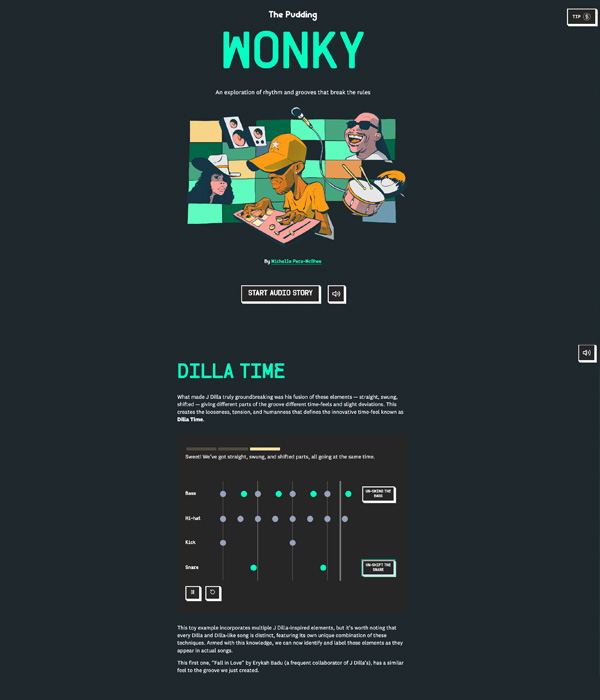 The Pudding
TIP
WONKY
An exploration of rhythm and grooves that break the rules
By Michelle Pera-McGhee
START AUDIO STORY
DILLA TIME
What made J Dilla truly groundbreaking was his fusion of these elements — straight, swung,
shifted — giving different parts of the groove different time-feels and slight deviations. This
creates the looseness, tension, and humanness that defines the innovative time-feel known as
Dilla Time.
Sweet! We've got straight, swung, and shifted parts, all going at the same time.
Bass
UN-SWING THE
BASS
Hi-hat
Kick
Snare
UN-SHIFT THE
SNARE
This toy example incorporates multiple J Dilla-inspired elements, but it's worth noting that
every Dilla and Dilla-like song is distinct, featuring its own unique combination of these
techniques. Armed with this knowledge, we can now identify and label those elements as they
appear in actual songs.
This first one, "Fall in Love" by Erykah Badu (a frequent collaborator of J Dilla's), has a similar
feel to the groove we just created.